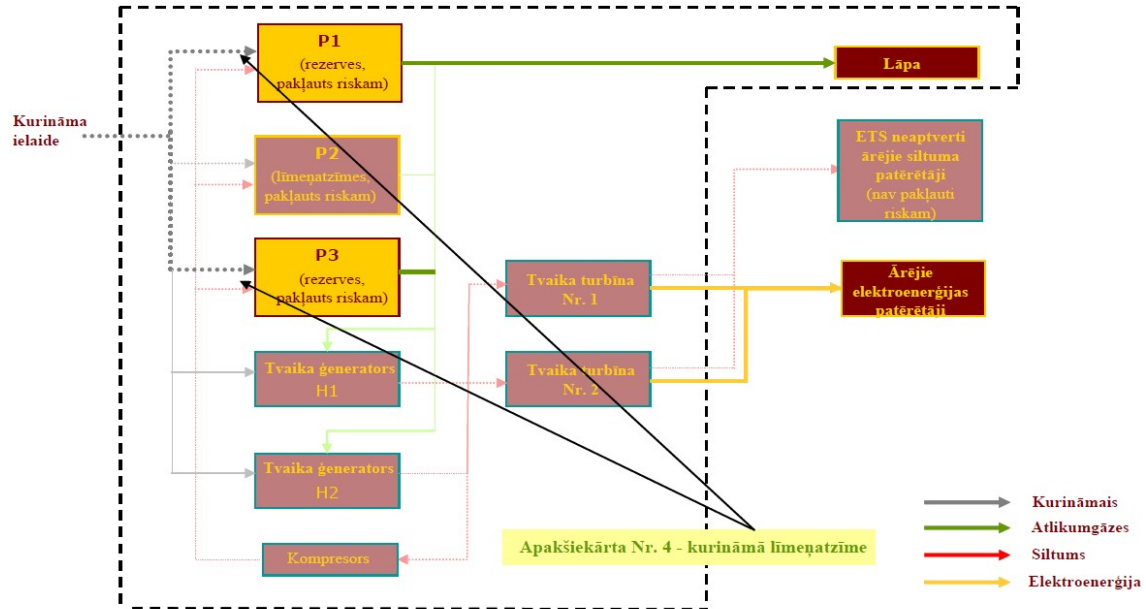 P1
(rezerves,
pakļauts riskam)
Lāpa
Kurināma
ielaide
P2
(līmeņatzīmes,
pakļauts riskam)
ETS neaptverti
ārējie siltuma
patērētāji
(nav pakļauti
riskam)
P3
(rezerves,
pakļauts riskam)
Tvaika turbīna
Nr. 1
Ārējie
elektroenerģijas
patērētāji
Tvaika ģenerators
H1
Tvaika turbīna
Nr. 2
Tvaika ģenerators
H2
Kompresors
Apakšiekārta Nr. 4 - kurināmā līmeņatzīme
Kurināmais
Atlikumgāzes
Siltums
Elektroenerģija